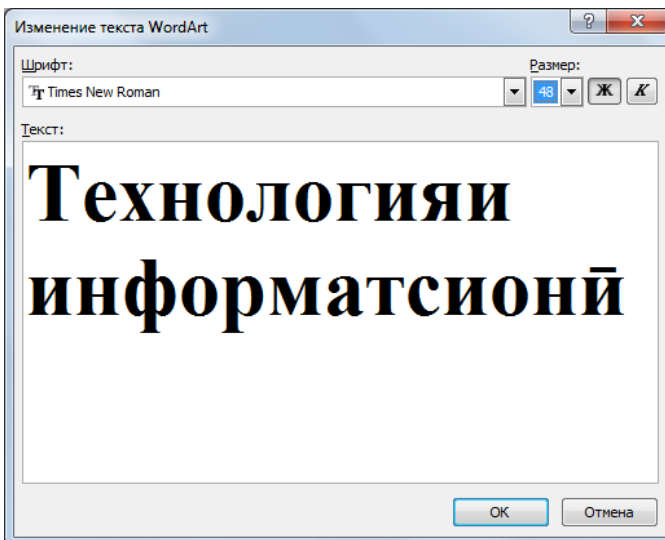 Изменение текста WordArt
Шрифт:
Размер:
Times New Roman
48
Ж
К
Текст:
Технологияи
информатсионӣ
ОК
Отмена